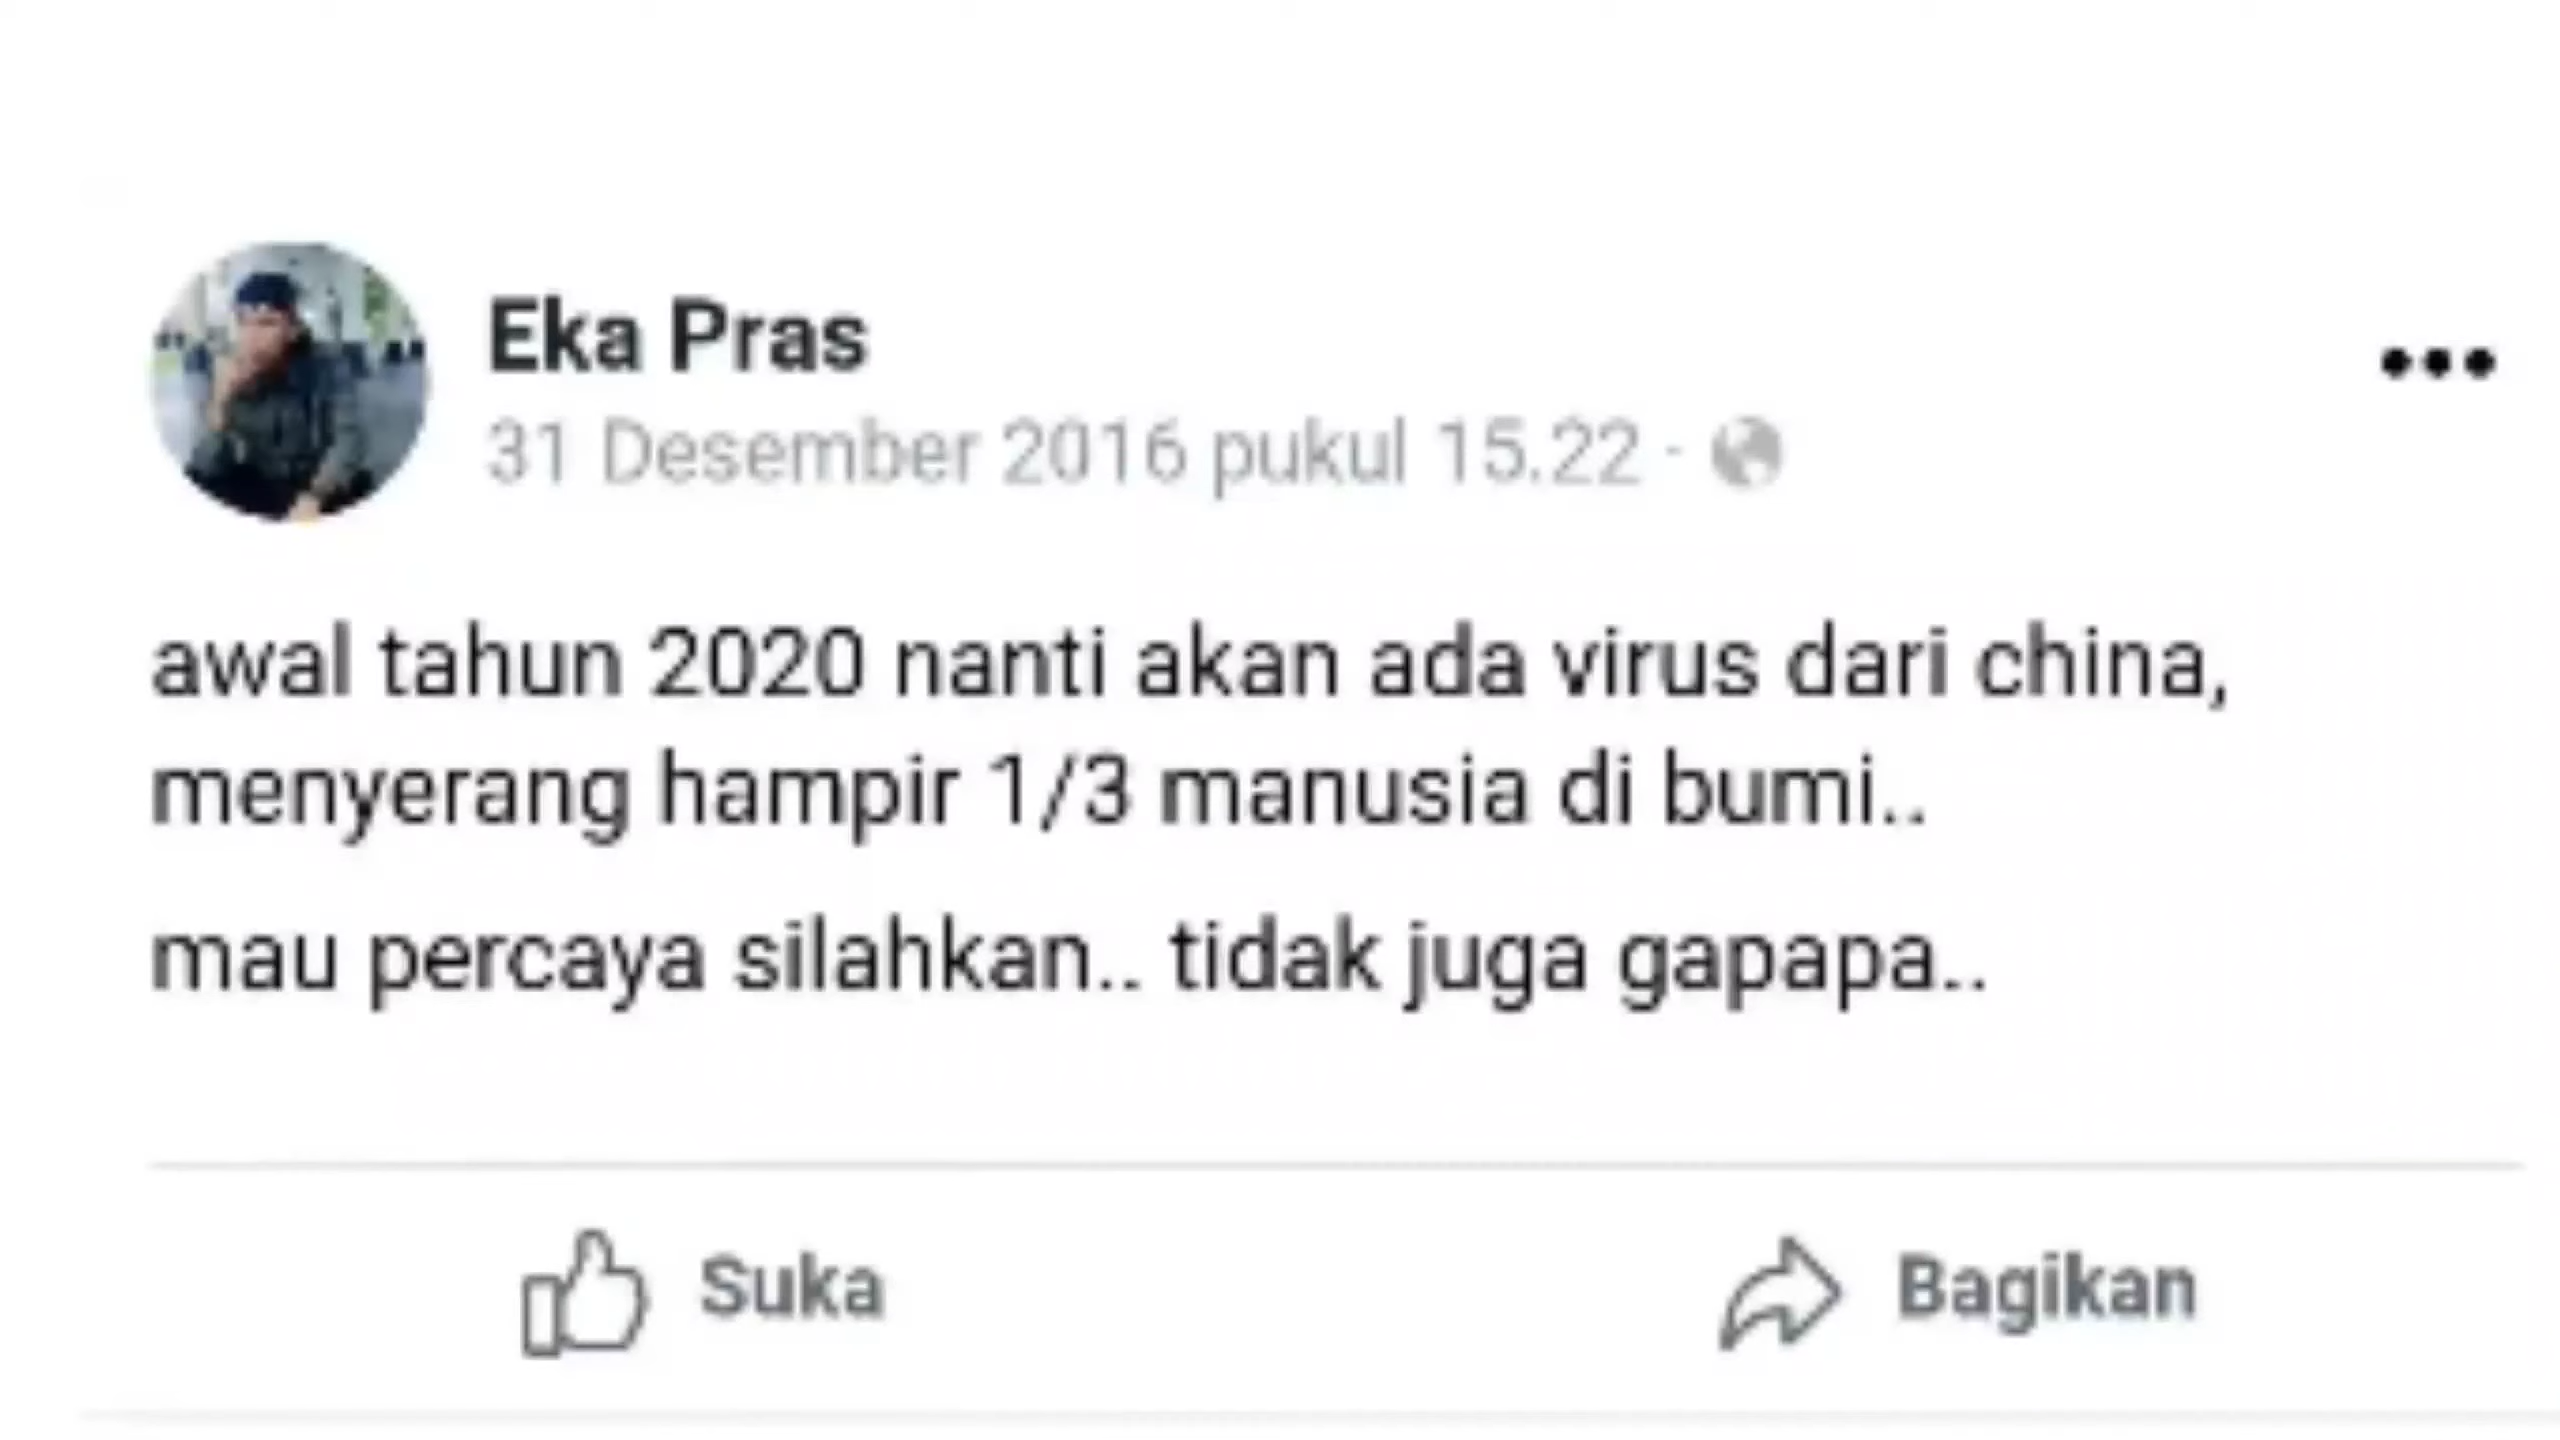 Eka Pras
31 Desember 2016 pukul 15.22 ·
awal tahun 2020 nanti akan ada virus dari china,
menyerang hampir 1/3 manusia di bumi..
mau percaya silahkan.. tidak juga gapapa..
Suka
Bagikan